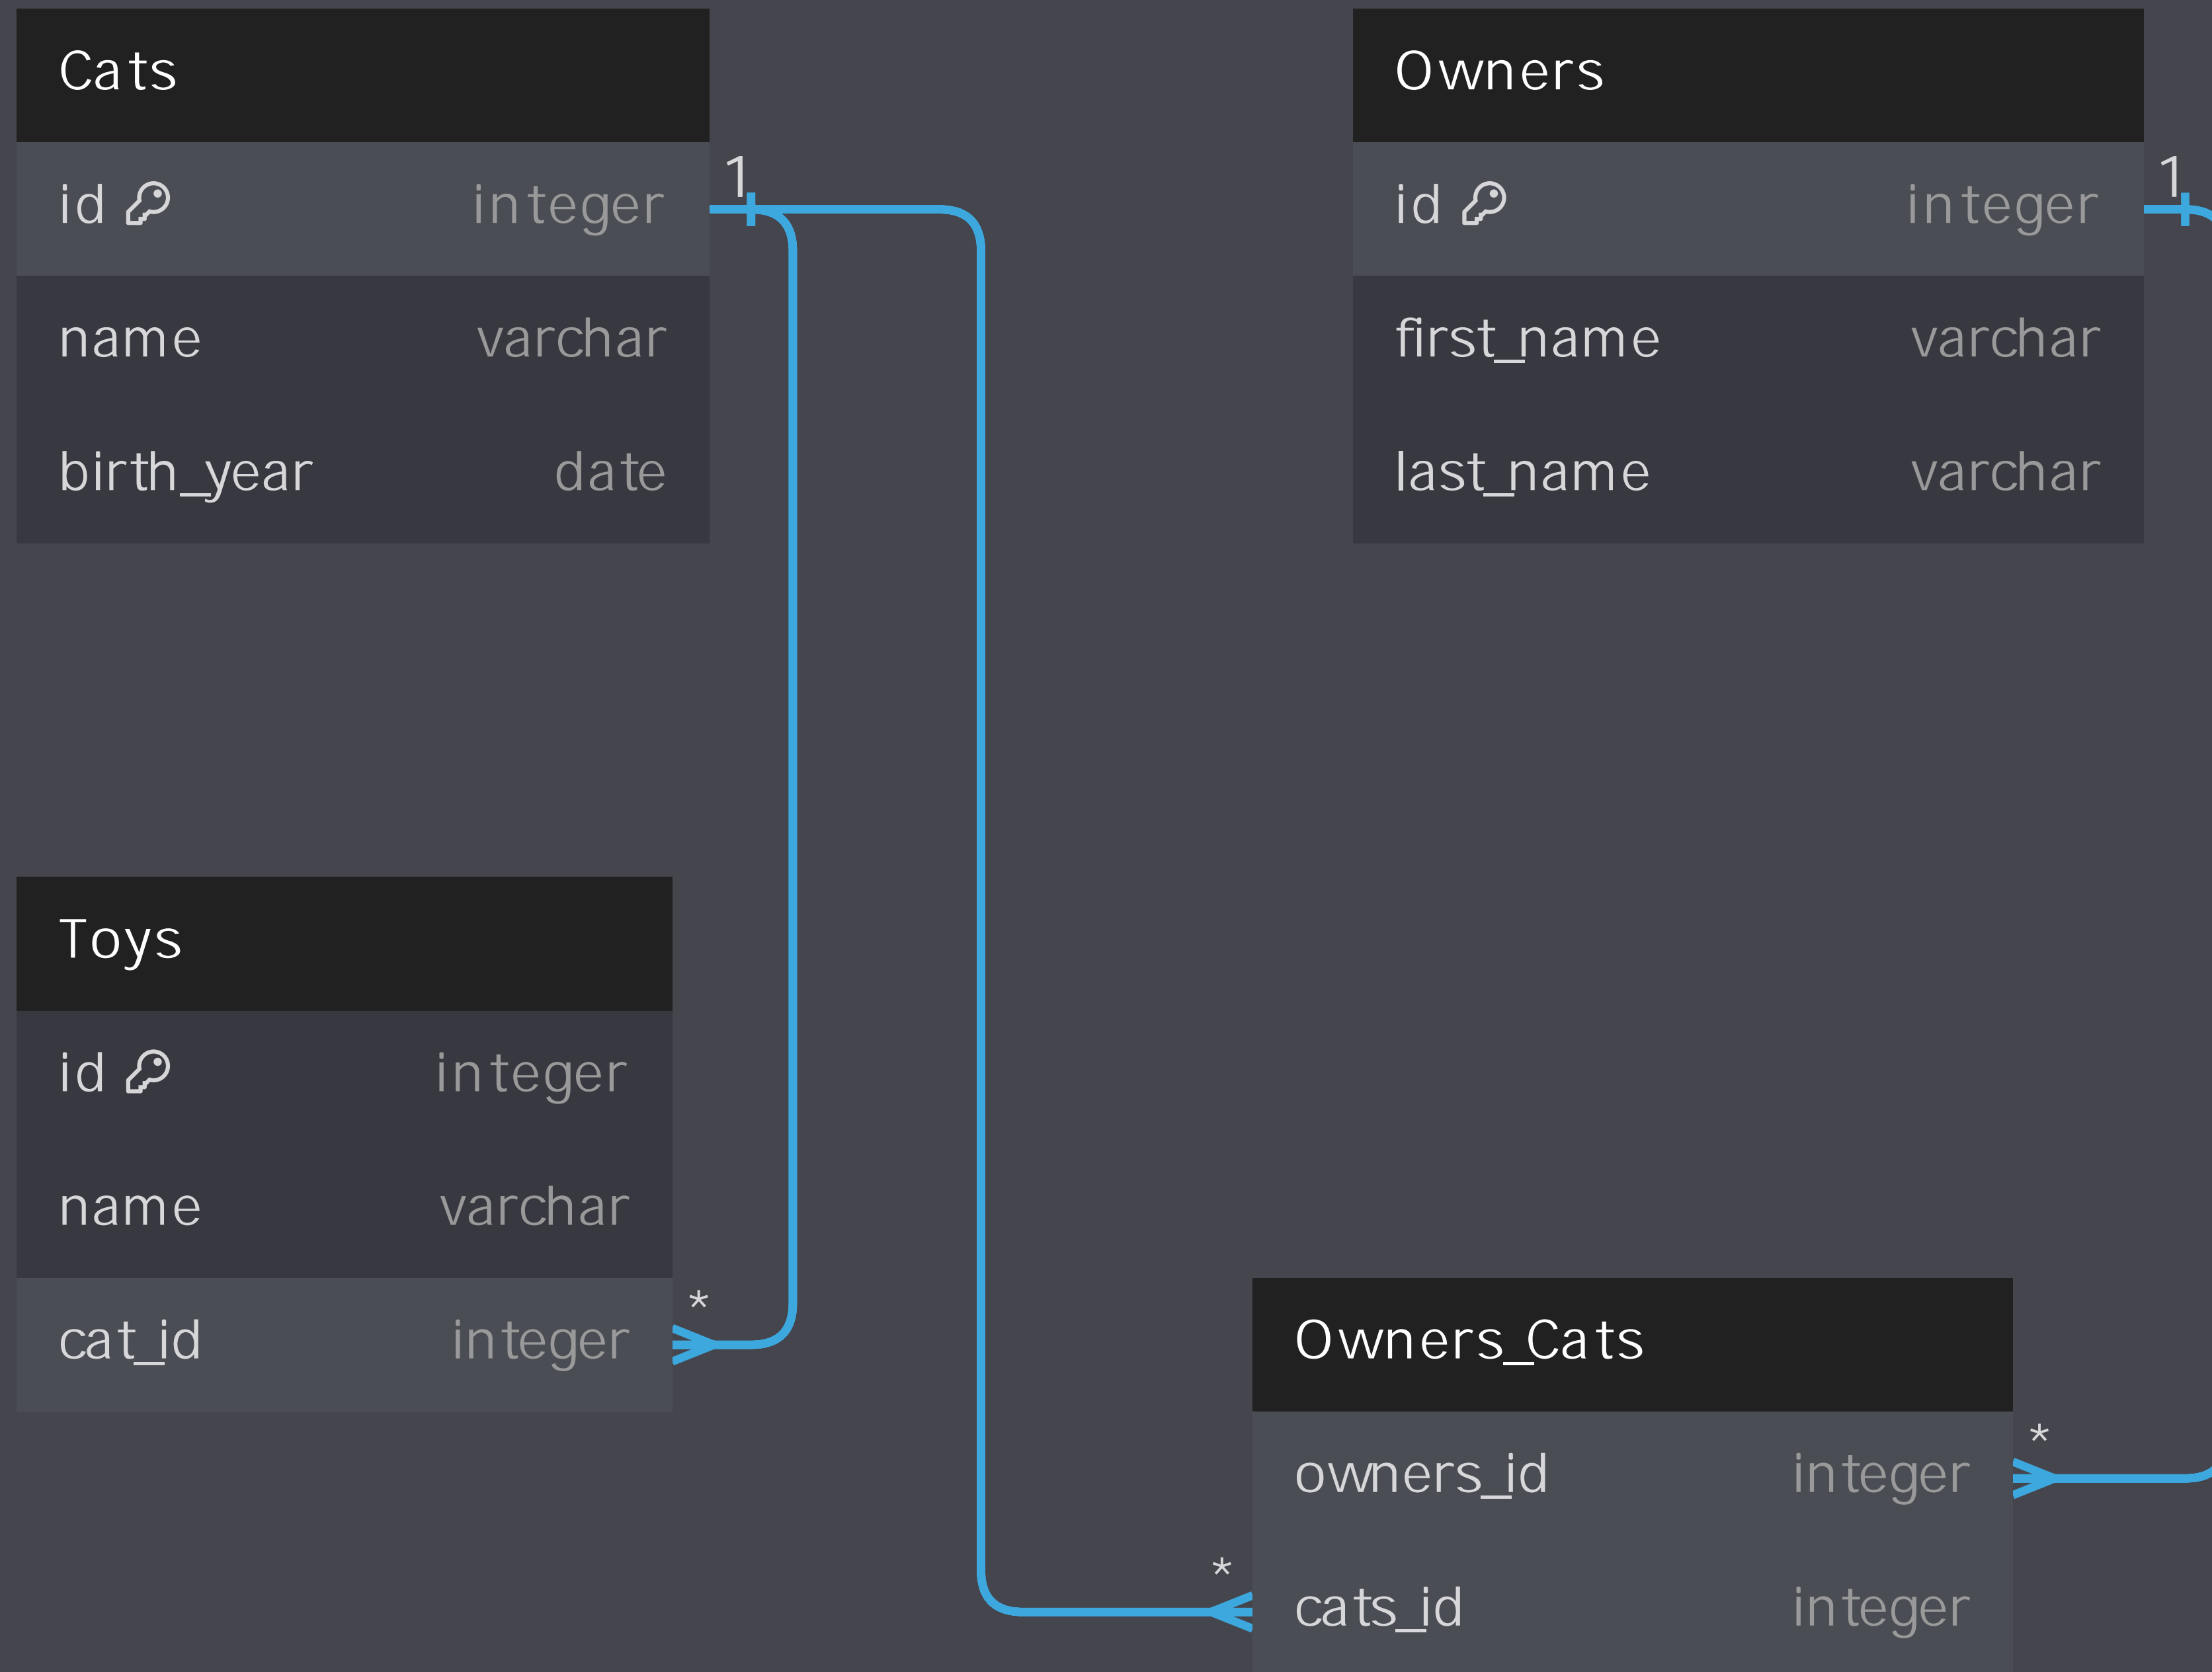 Cats
id integer
name varchar
birth_year date
1
Owners
id integer
first_name varchar
last_name varchar
1
Toys
id integer
name varchar
cat_id integer
*
Owners_Cats
owners_id integer
*
cats_id integer
*